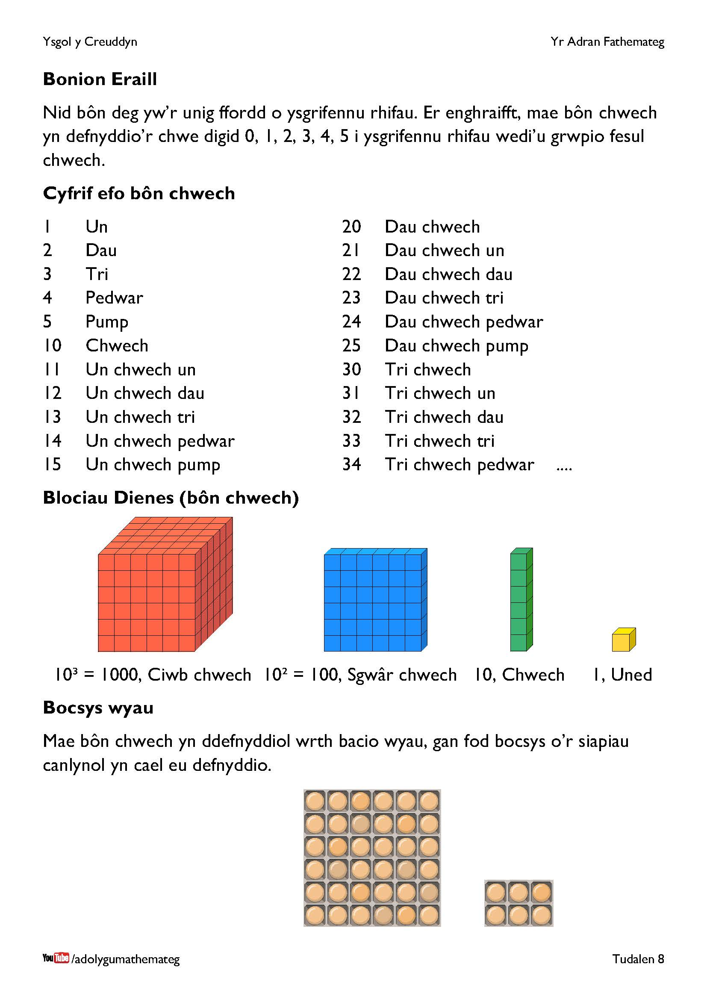 Ysgol y Creuddyn
Yr Adran Fathemateg
Bonion Eraill
Nid bôn deg yw’r unig ffordd o ysgrifennu rhifau. Er enghraifft, mae bôn chwech
yn defnyddio’r chwe digid 0, 1, 2, 3, 4, 5 i ysgrifennu rhifau wedi’u grwpio fesul
chwech.
Cyfrif efo bôn chwech
1 Un
2 Dau
3 Tri
4 Pedwar
5 Pump
10 Chwech
11 Un chwech un
12 Un chwech dau
13 Un chwech tri
14 Un chwech pedwar
15 Un chwech pump
20 Dau chwech
21 Dau chwech un
22 Dau chwech dau
23 Dau chwech tri
24 Dau chwech pedwar
25 Dau chwech pump
30 Tri chwech
31 Tri chwech un
32 Tri chwech dau
33 Tri chwech tri
34 Tri chwech pedwar ....
Blociau Dienes (bôn chwech)
10³ = 1000, Ciwb chwech
10² = 100, Sgwâr chwech
10, Chwech
1, Uned
Bocsys wyau
Mae bôn chwech yn ddefnyddiol wrth bacio wyau, gan fod bocsys o’r siapiau
canlynol yn cael eu defnyddio.
YouTube/adolygumathemateg
Tudalen 8